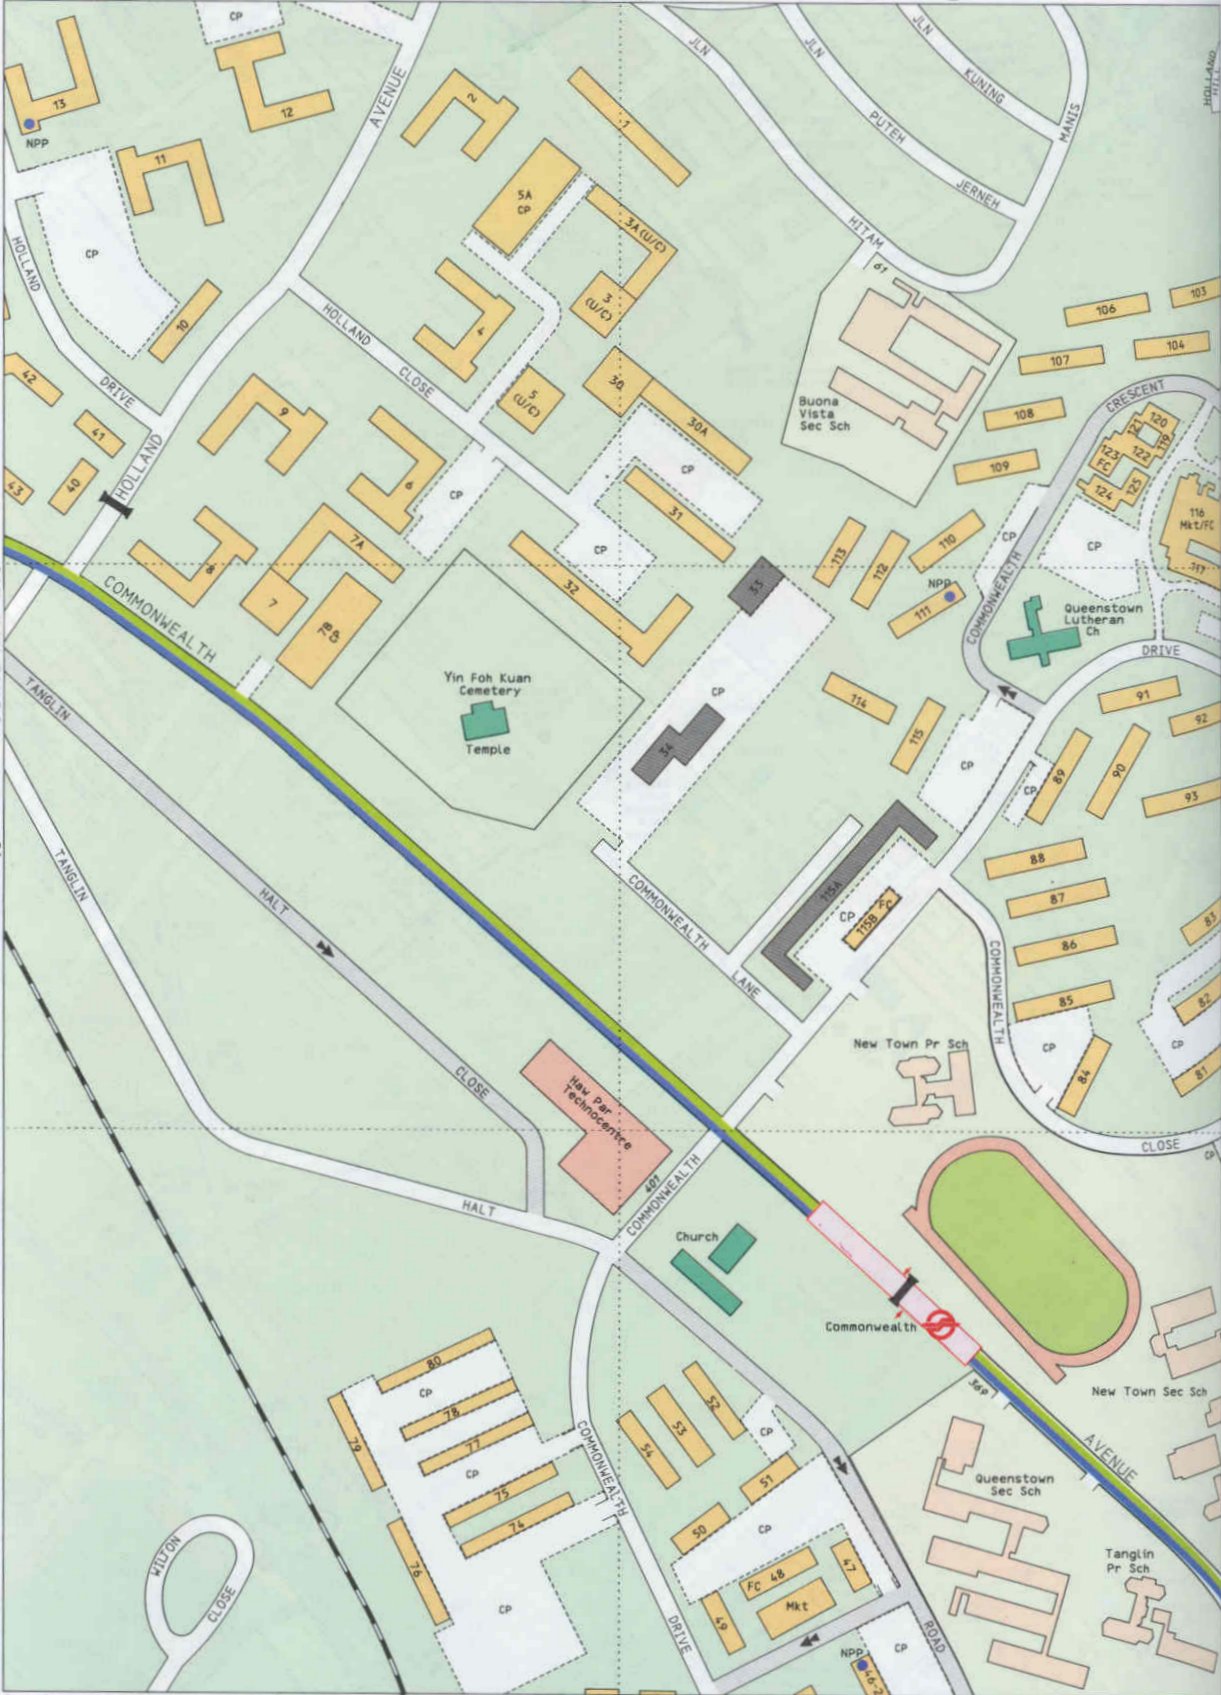 CP
13
NPP
12
AVENUE
2
1
JLN
JLN
JLN
KUNING
PUTEH
MANIS
JERNEH
HITAM
HOLLAND
HILL
11
5A
CP
3A(U/C)
3
(U/C)
61
HOLLAND
CP
10
HOLLAND
CLOSE
4
5
(U/C)
30
30A
CP
31
Buona
Vista
Sec Sch
106
103
107
104
108
109
CRESCENT
121
120
119
122
123
FC
124
125
116
Mkt/FC
117
42
DRIVE
41
43
40
HOLLAND
9
6
CP
8
7A
7
7B
CP
32
CP
33
113
112
110
NPP
111
CP
COMMONWEALTH
CP
Queenstown
Lutheran
Ch
DRIVE
COMMONWEALTH
TANGLIN
Yin Foh Kuan
Cemetery
Temple
CP
34
114
115
CP
91
92
89
90
93
CP
88
87
86
85
83
82
CP
81
84
CP
115A
CP
FC
115B
COMMONWEALTH
LANE
COMMONWEALTH
CLOSE
CP
TANGLIN
HALT
CLOSE
HALT
Haw Par
Technocentre
401
COMMONWEALTH
New Town Pr Sch
Church
Commonwealth
369
New Town Sec Sch
AVENUE
Queenstown
Sec Sch
Tanglin
Pr Sch
80
CP
78
79
77
CP
75
74
76
CP
COMMONWEALTH
DRIVE
52
53
54
CP
51
50
CP
FC 48
47
Mkt
49
NPP
46-2
CP
ROAD
WILTON
CLOSE